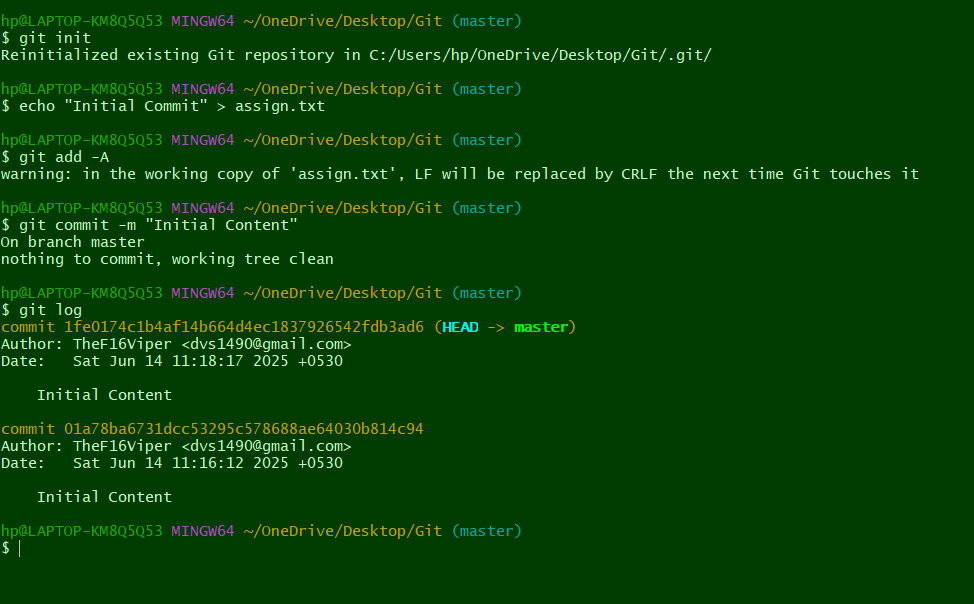 hp@LAPTOP-KM8Q5Q53 MINGW64 ~/OneDrive/Desktop/Git (master)
$ git init
Reinitialized existing Git repository in C:/Users/hp/OneDrive/Desktop/Git/.git/
hp@LAPTOP-KM8Q5Q53 MINGW64 ~/OneDrive/Desktop/Git (master)
$ echo "Initial Commit" > assign.txt
hp@LAPTOP-KM8Q5Q53 MINGW64 ~/OneDrive/Desktop/Git (master)
$ git add -A
warning: in the working copy of 'assign.txt', LF will be replaced by CRLF the next time Git touches it
hp@LAPTOP-KM8Q5Q53 MINGW64 ~/OneDrive/Desktop/Git (master)
$ git commit -m "Initial Content"
On branch master
nothing to commit, working tree clean
hp@LAPTOP-KM8Q5Q53 MINGW64 ~/OneDrive/Desktop/Git (master)
$ git log
commit 1fe0174c1b4af14b664d4ec1837926542fdb3ad6 (HEAD -> master)
Author: TheF16Viper <dvs1490@gmail.com>
Date:   Sat Jun 14 11:18:17 2025 +0530
    Initial Content
commit 01a78ba6731dcc53295c578688ae64030b814c94
Author: TheF16Viper <dvs1490@gmail.com>
Date:   Sat Jun 14 11:16:12 2025 +0530
    Initial Content
hp@LAPTOP-KM8Q5Q53 MINGW64 ~/OneDrive/Desktop/Git (master)
$